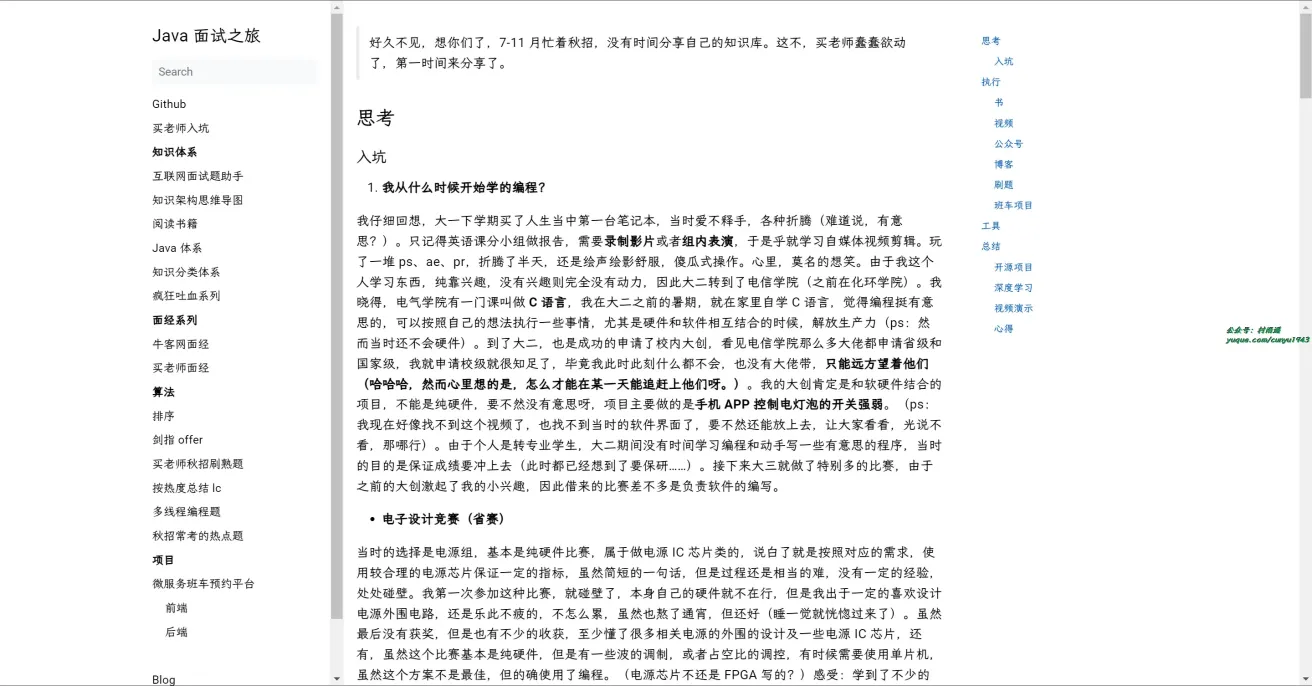 Java 面试之旅
Search
Github
买老师入坑
知识体系
互联网面试题助手
知识架构思维导图
阅读书籍
Java 体系
知识分类体系
疯狂吐血系列
面经系列
牛客网面经
买老师面经
算法
排序
剑指 offer
买老师秋招刷熟题
按热度总结 lc
多线程编程题
秋招常考的热点题
项目
微服务班车预约平台
前端
后端
Blog
好久不见，想你们了，7-11 月忙着秋招，没有时间分享自己的知识库。这不，买老师蠢蠢欲动
了，第一时间来分享了。
思考
入坑
1. 我从什么时候开始学的编程？
我仔细回想，大一下学期买了人生当中第一台笔记本，当时爱不释手，各种折腾（难道说，有意
思？）。只记得英语课分小组做报告，需要录制影片或者组内表演，于是乎就学习自媒体视频剪辑。玩
了一堆 ps、ae、pr，折腾了半天，还是绘声绘影舒服，傻瓜式操作。心里，莫名的想笑。由于我这个
人学习东西，纯靠兴趣，没有兴趣则完全没有动力，因此大二转到了电信学院（之前在化环学院）。我
晓得，电气学院有一门课叫做 C 语言，我在大二之前的暑期，就在家里自学 C 语言，觉得编程挺有意
思的，可以按照自己的想法执行一些事情，尤其是硬件和软件相互结合的时候，解放生产力（ps：然
而当时还不会硬件）。到了大二，也是成功的申请了校内大创，看见电信学院那么多大佬都申请省级和
国家级，我就申请校级就很知足了，毕竟我此时此刻什么都不会，也没有大佬带，只能远方望着他们
（哈哈哈，然而心里想的是，怎么才能在某一天能追赶上他们呀。）。我的大创肯定是和软硬件结合的
项目，不能是纯硬件，要不然没有意思呀，项目主要做的是手机 APP 控制电灯泡的开关强弱。（ps：
我现在好像找不到这个视频了，也找不到当时的软件界面了，要不然还能放上去，让大家看看，光说不
看，那哪行）。由于个人是转专业学生，大二期间没有时间学习编程和动手写一些有意思的程序，当时
的目的是保证成绩要冲上去（此时都已经想到了要保研……）。接下来大三就做了特别多的比赛，由于
之前的大创激起了我的小兴趣，因此借来的比赛差不多是负责软件的编写。
• 电子设计竞赛（省赛）
当时的选择是电源组，基本是纯硬件比赛，属于做电源 IC 芯片类的，说白了就是按照对应的需求，使
用较合理的电源芯片保证一定的指标，虽然简短的一句话，但是过程还是相当的难，没有一定的经验，
处处碰壁。我第一次参加这种比赛，就碰壁了，本身自己的硬件就不在行，但是我出于一定的喜欢设计
电源外围电路，还是乐此不疲的，不怎么累，虽然也熬了通宵，但还好（睡一觉就恍惚过来了）。虽然
最后没有获奖，但是也有不少的收获，至少懂了很多相关电源的外围的设计及一些电源 IC 芯片，还
有，虽然这个比赛基本是纯硬件，但是有一些波的调制，或者占空比的调控，有时候需要使用单片机，
虽然这个方案不是最佳，但的确使用了编程。（电源芯片不还是 FPGA 写的？）感受：学到了不少的
思考
入坑
执行
书
视频
公众号
博客
刷题
班车项目
工具
总结
开源项目
深度学习
视频演示
心得
公众号：村雨遥
yuque.com/cunyu1943